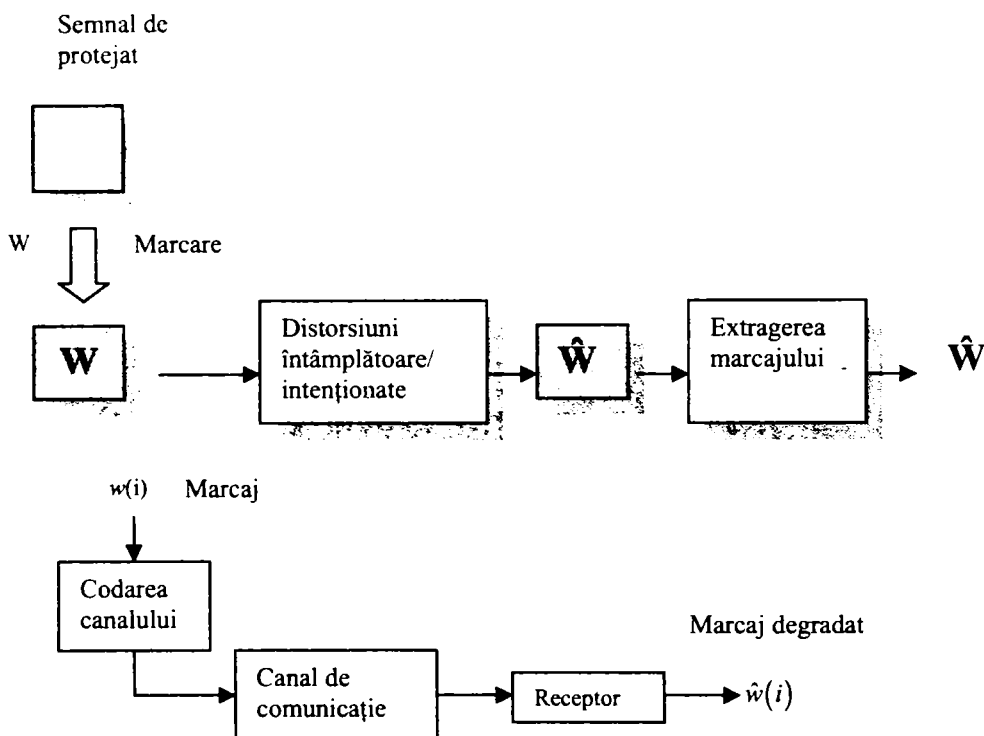 Semnal de
protejat
W Marcare
W
Distorsiuni
întâmplătoare/
intenționate
Ŵ
Extragerea
marcajului
Ŵ
w(i) Marcaj
Codarea
canalului
Canal de
comunicație
Receptor
Marcaj degradat
ŵ(i)